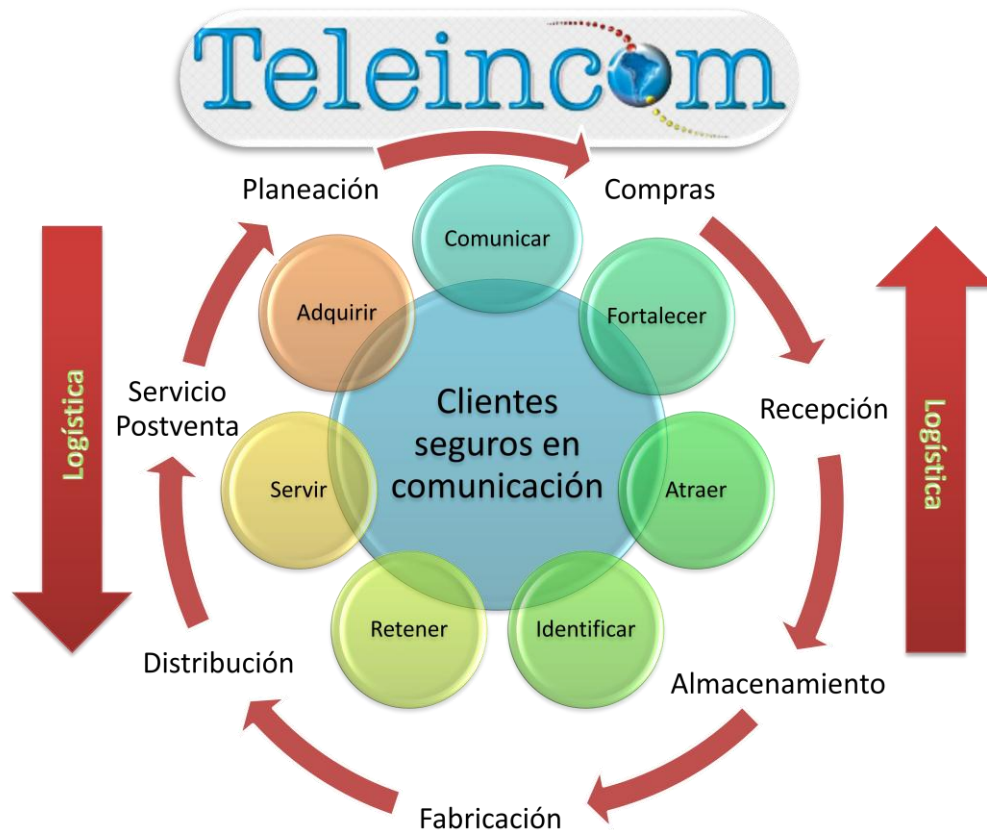 Teleincom
Planeación
Compras
Comunicar
Adquirir
Fortalecer
Logística
Servicio
Postventa
Clientes
seguros en
comunicación
Recepción
Logística
Servir
Atraer
Retener
Identificar
Distribución
Almacenamiento
Fabricación